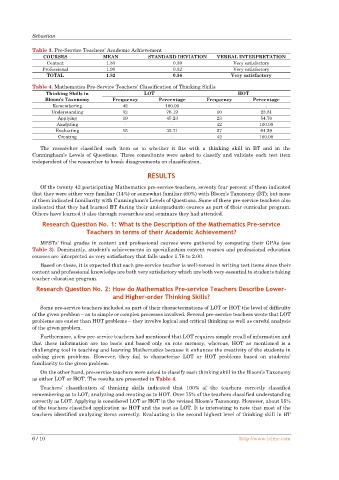 Sebastian
Table 3. Pre-Service Teachers' Academic Achievement
COURSES MEAN STANDARD DEVIATION VERBAL INTERPRETATION
Content Very satisfactory
Professional Very satisfactory
TOTAL Very satisfactory
Table 4. Mathematics Pre-Service Teachers' Classification of Thinking Skills
Thinking Skills in LOT HOT
Bloom's Taxonomy Frequency Percentage Frequency Percentage
Remembering 42 100.00
Understanding 32 76.19 10 23.81
Applying 19 45.24 23 54.76
Analyzing 42 100.00
Evaluating 15 35.71 27 64.29
Creating 42 100.00
The researcher classified each item as to whether it fits with a thinking skill in BT and in the
Cunningham's Levels of Questions. Three consultants were asked to classify and validate each test item
independent of the researcher to break disagreements on classification.
RESULTS
Of the twenty 42 participating Mathematics pre-service teachers, seventy four percent of them indicated
that they were either very familiar (14%) or somewhat familiar (60%) with Bloom's Taxonomy (BT); but none
of them indicated familiarity with Cunningham's Levels of Questions. Some of these pre-service teachers also
indicated that they had learned BT during their undergraduate courses as part of their curricular program.
Others have learned it also through researches and seminars they had attended.
Research Question No. 1: What is the Description of the Mathematics Pre-service
Teachers in terms of their Academic Achievement?
MPSTs' final grades in content and professional courses were gathered by computing their GPAs (see
Table 3). Dominantly, student's achievements in specialization content courses and professional education
courses are interpreted as very satisfactory that falls under 1.76 to 2.00.
Based on these, it is expected that each pre-service teacher is well-versed in writing test items since their
content and professional knowledge are both very satisfactory which are both very essential to students taking
teacher education program.
Research Question No. 2: How do Mathematics Pre-service Teachers Describe Lower-
and Higher-order Thinking Skills?
Some pre-service teachers included as part of their characterizations of LOT or HOT the level of difficulty
of the given problem – as to simple or complex processes involved. Several pre-service teachers wrote that LOT
problems are easier than HOT problems – they involve logical and critical thinking as well as careful analysis
of the given problem.
Furthermore, a few pre-service teachers had mentioned that LOT requires simple recall of information and
that these information are too basic and based only on rote memory, whereas, HOT as mentioned is a
challenging tool in teaching and learning Mathematics because it enhances the creativity of the students in
solving given problems. However, they fail to characterize LOT or HOT problems based on students'
familiarity to the given problem.
On the other hand, pre-service teachers were asked to classify each thinking skill in the Bloom's Taxonomy
as either LOT or HOT. The results are presented in Table 4.
Teachers' classification of thinking skills indicated that 100% of the teachers correctly classified
remembering as to LOT; analyzing and creating as to HOT. Over 75% of the teachers classified understanding
correctly as LOT. Applying is considered LOT or HOT in the revised Bloom's Taxonomy. However, about 55%
of the teachers classified application as HOT and the rest as LOT. It is interesting to note that most of the
teachers identified analyzing items correctly. Evaluating is the second highest level of thinking skill in BT
6 / 10